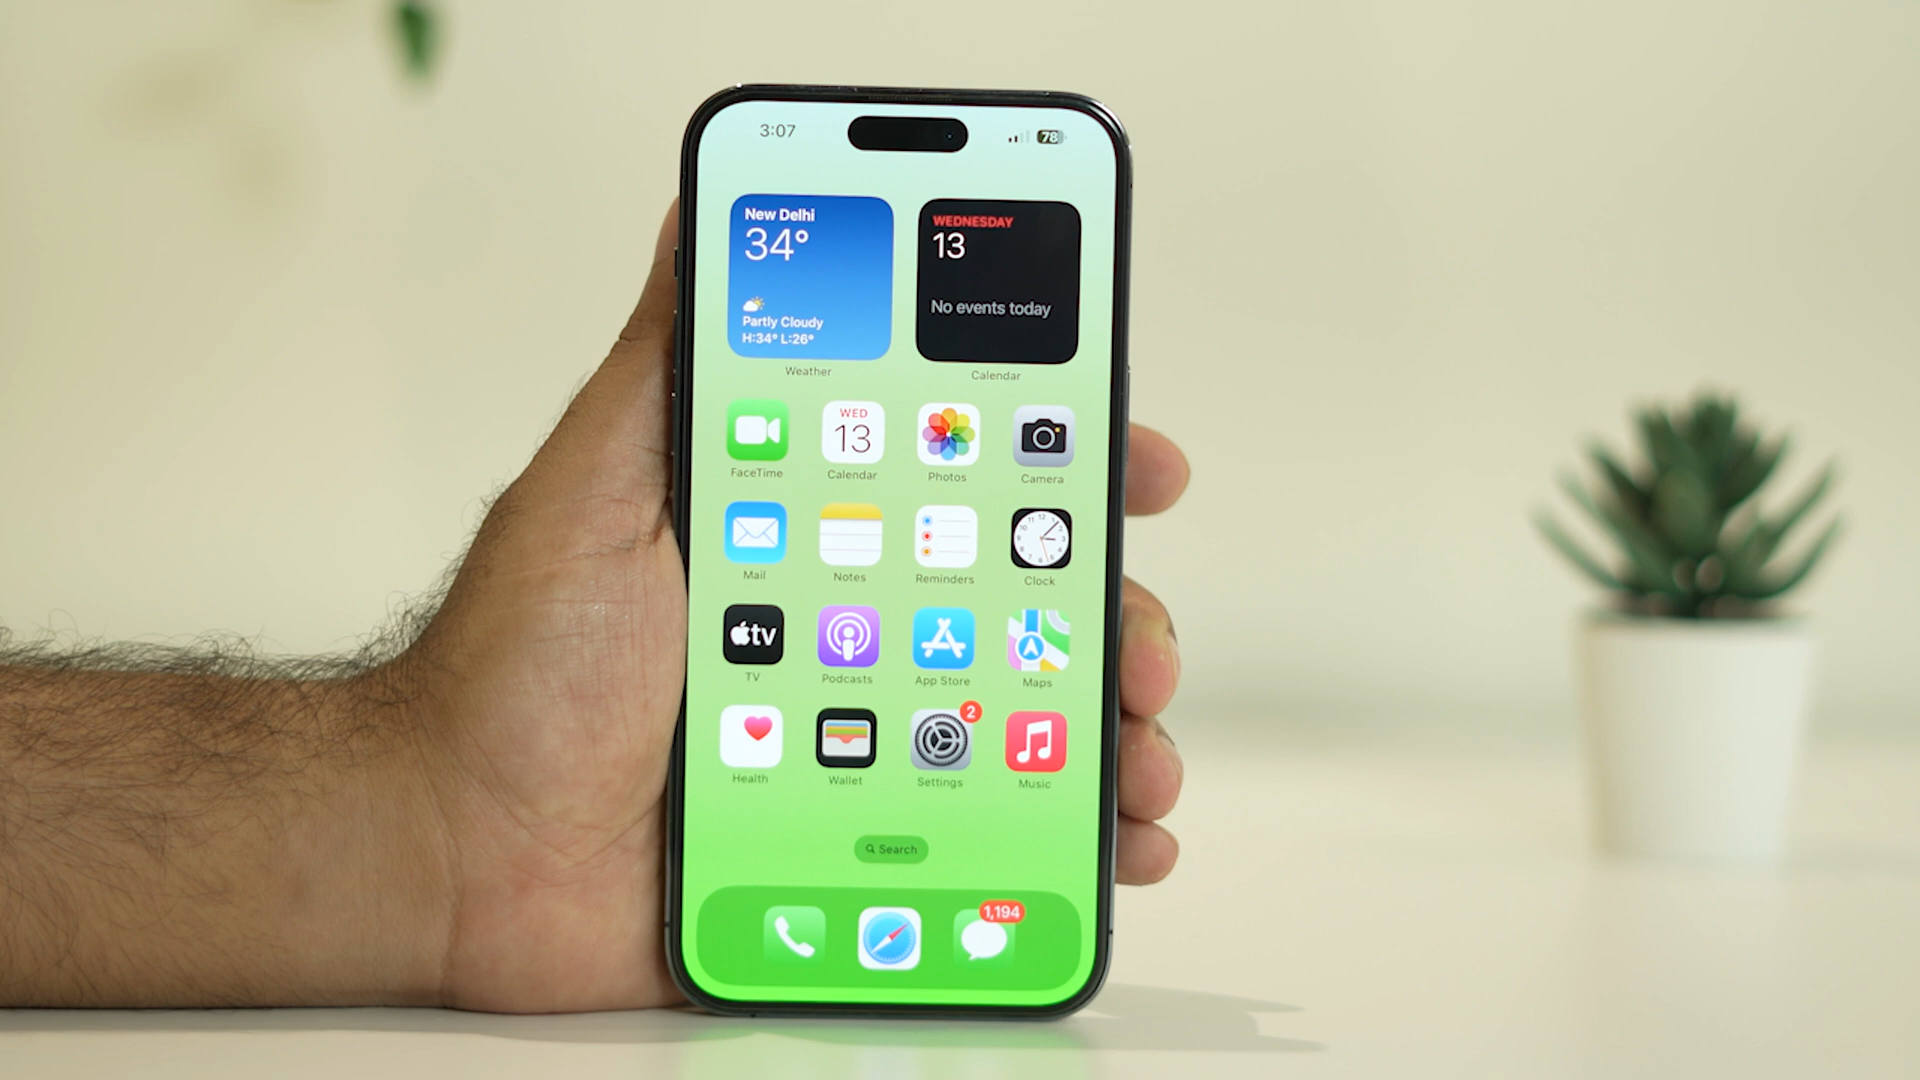 3:07
78
New Delhi
34°
Partly Cloudy
H:34° L:26°
Weather
WEDNESDAY
13
No events today
Calendar
FaceTime
WED
13
Calendar
Photos
Camera
Mail
Notes
Reminders
Clock
tv
TV
Podcasts
App Store
Maps
Health
Wallet
2
Settings
Music
Search
1,194